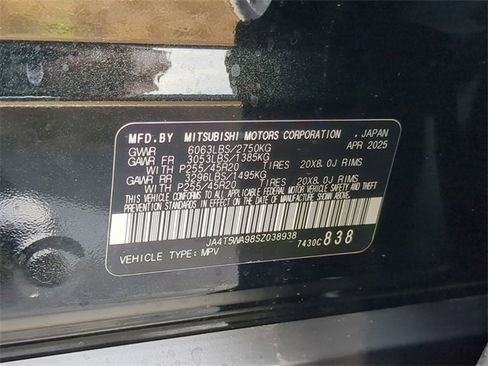 MFD.BY MITSUBISHI MOTORS CORPORATION , JAPAN
GVWR 6063LBS/2750KG APR 2025
GAWR FR 3053LBS/1385KG
WITH P255/45R20 TIRES 20X8.0J RIMS
GAWR RR 3296LBS/1495KG
WITH P255/45R20 TIRES 20X8.0J RIMS
THIS VEHICLE CONFORMS TO ALL APPLICABLE FEDERAL MOTOR VEHICLE SAFETY AND THEFT
PREVENTION STANDARDS IN EFFECT ON THE DATE OF MANUFACTURE SHOWN ABOVE.
JA4T5WA98SZ038938 7430C838
VEHICLE TYPE: MPV